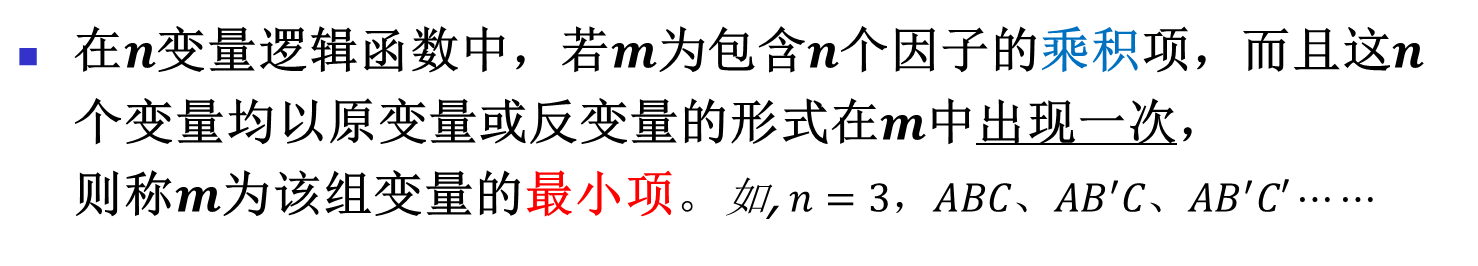 在n变量逻辑函数中，若m为包含n个因子的乘积项，而且这n
个变量均以原变量或反变量的形式在m中出现一次，
则称m为该组变量的最小项。如, n = 3，ABC、AB′C、AB′C′ ⋯ ⋯